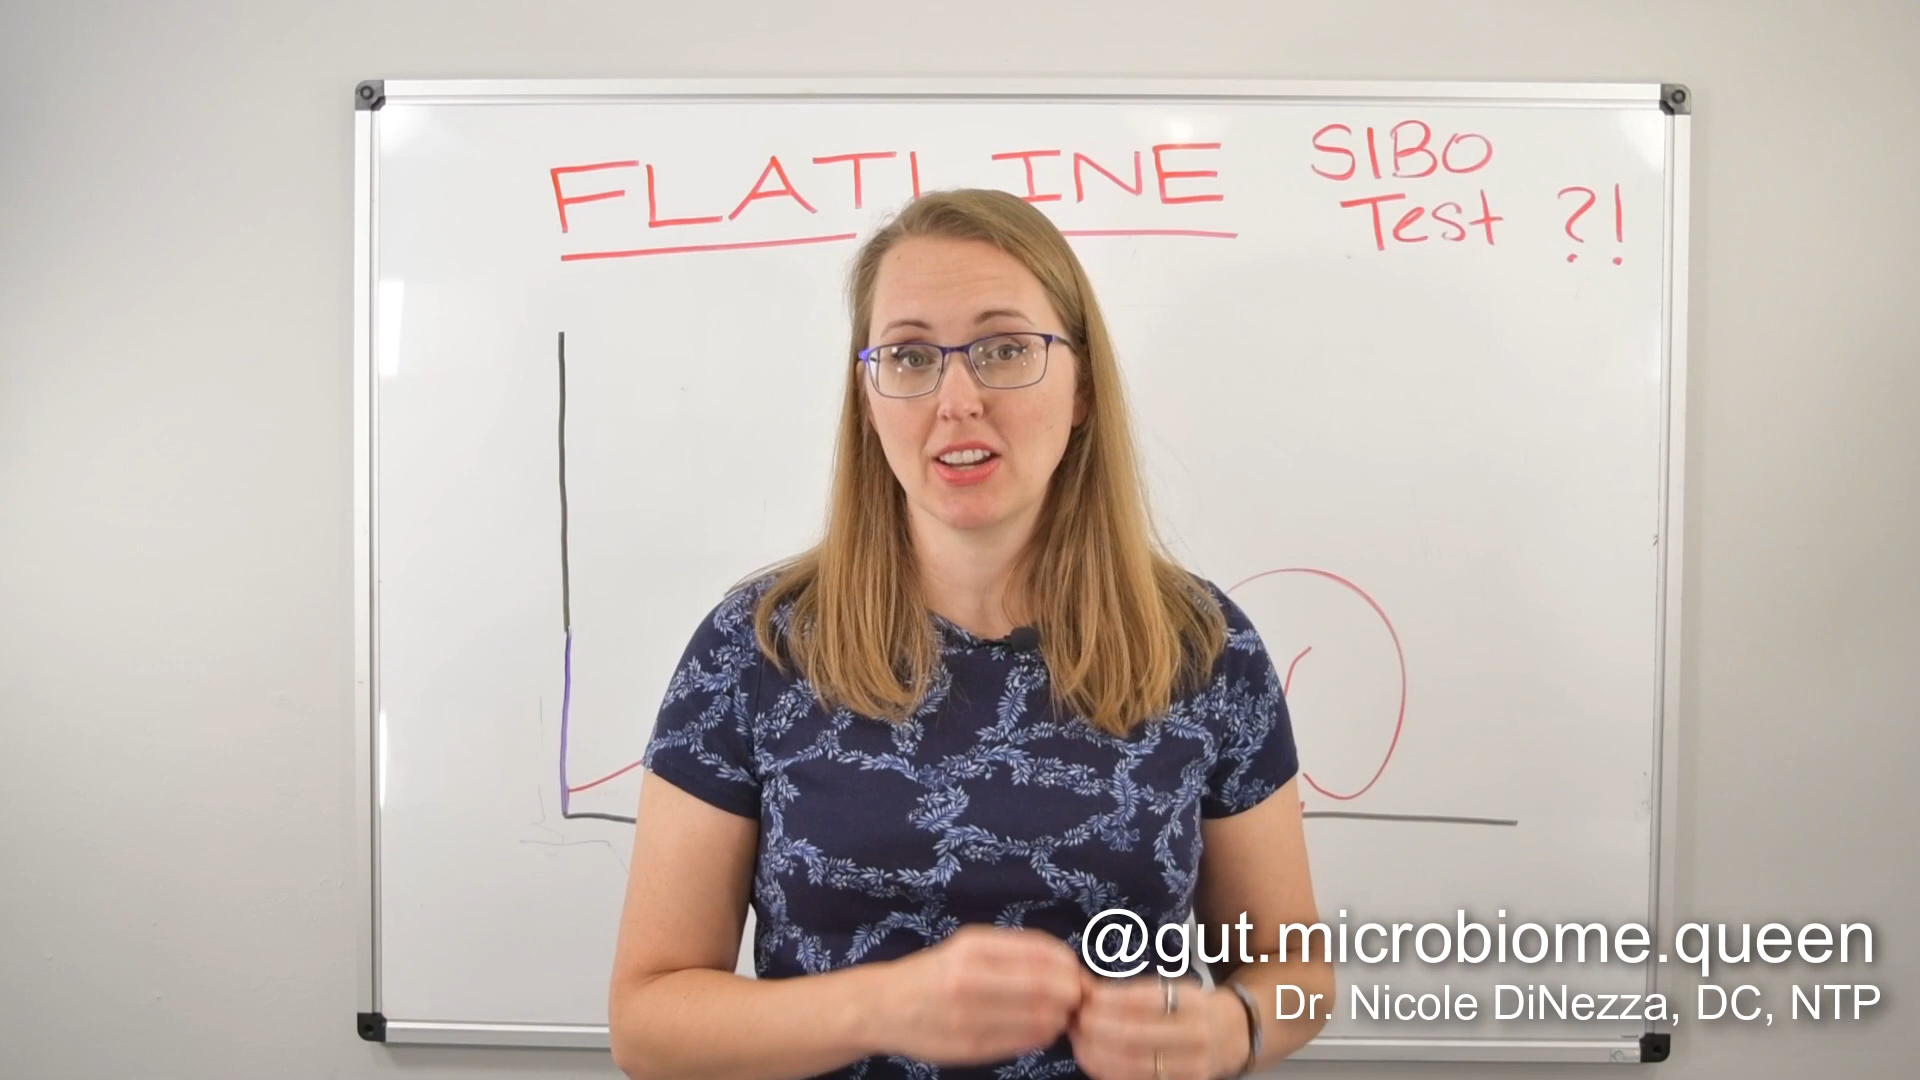 FLATLINE
SIBO
Test ?!
@gut.microbiome.queen
Dr. Nicole DiNezza, DC, NTP